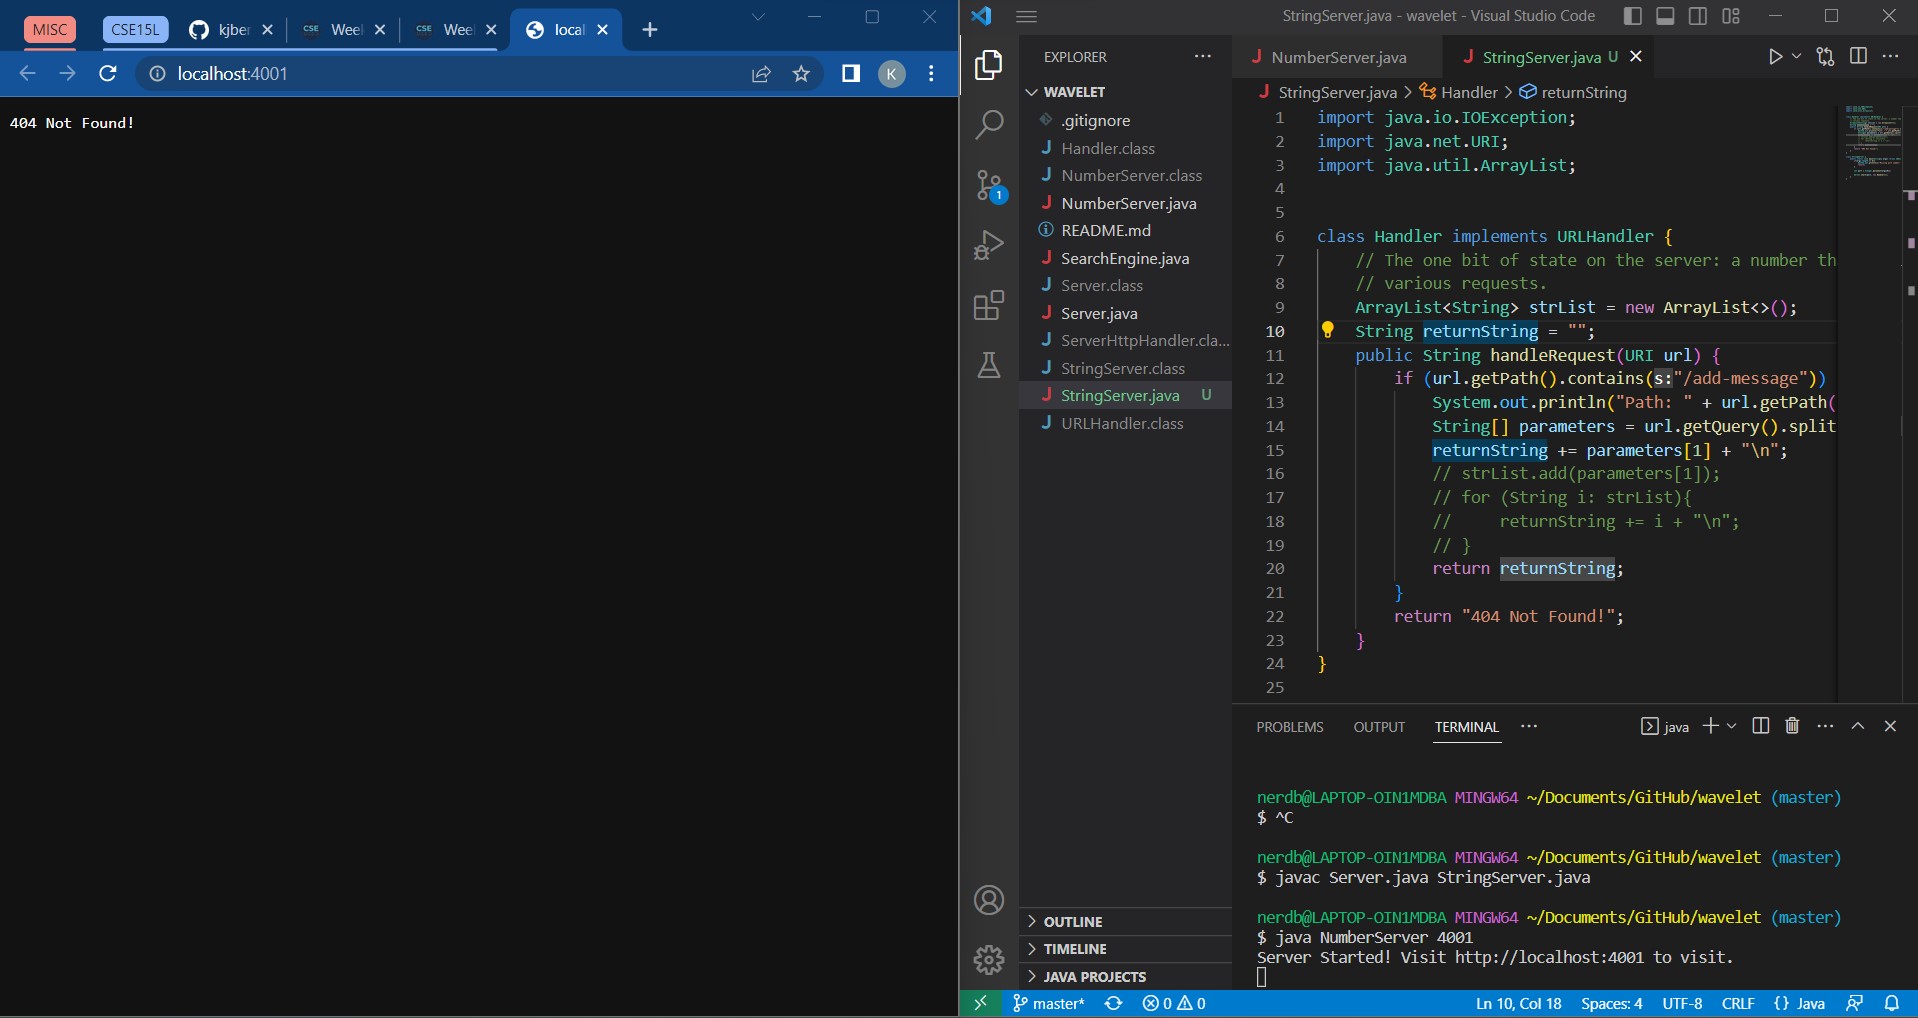 MISC
CSE15L
kjber
CSE Weel
CSE Weel
local
localhost:4001
K
404 Not Found!
StringServer.java - wavelet - Visual Studio Code
EXPLORER
WAVELET
.gitignore
Handler.class
NumberServer.class
NumberServer.java
README.md
SearchEngine.java
Server.class
Server.java
ServerHttpHandler.cla...
StringServer.class
StringServer.java U
URLHandler.class
OUTLINE
TIMELINE
JAVA PROJECTS
1
NumberServer.java
StringServer.java U
StringServer.java > Handler > returnString
1 import java.io.IOException;
2 import java.net.URI;
3 import java.util.ArrayList;
4
5
6 class Handler implements URLHandler {
7 // The one bit of state on the server: a number th
8 // various requests.
9 ArrayList<String> strList = new ArrayList<>();
10 String returnString = "";
11 public String handleRequest(URI url) {
12 if (url.getPath().contains(s:"/add-message"))
13 System.out.println("Path: " + url.getPath(
14 String[] parameters = url.getQuery().split
15 returnString += parameters[1] + "\n";
16 // strList.add(parameters[1]);
17 // for (String i: strList){
18 //     returnString += i + "\n";
19 // }
20 return returnString;
21 }
22 return "404 Not Found!";
23 }
24 }
25
PROBLEMS OUTPUT TERMINAL
java
nerdb@LAPTOP-OIN1MDBA MINGW64 ~/Documents/GitHub/wavelet (master)
$ ^C
nerdb@LAPTOP-OIN1MDBA MINGW64 ~/Documents/GitHub/wavelet (master)
$ javac Server.java StringServer.java
nerdb@LAPTOP-OIN1MDBA MINGW64 ~/Documents/GitHub/wavelet (master)
$ java NumberServer 4001
Server Started! Visit http://localhost:4001 to visit.
master* 0 0 Ln 10, Col 18 Spaces: 4 UTF-8 CRLF {} Java